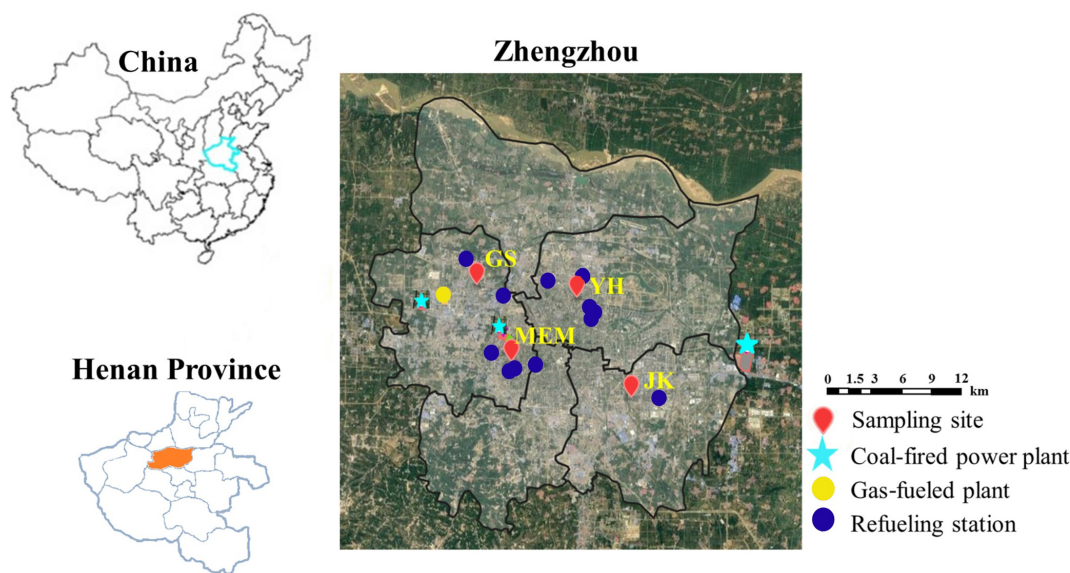 China
Zhengzhou
GS
YH
MEM
JK
Henan Province
0 1.5 3 6 9 12
km
Sampling site
Coal-fired power plant
Gas-fueled plant
Refueling station